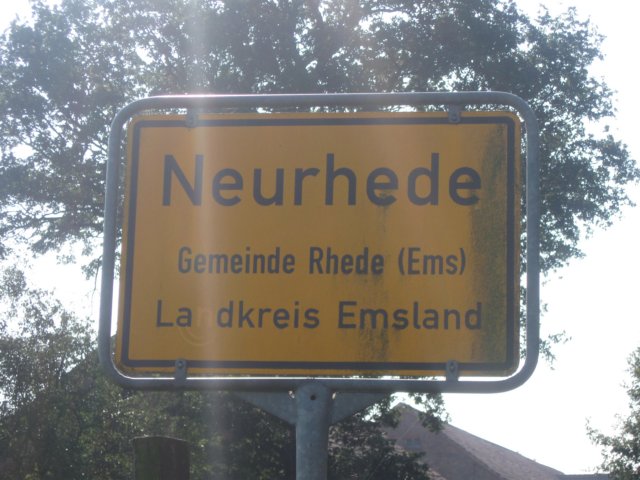 Neurhede
Gemeinde Rhede (Ems)
Landkreis Emsland